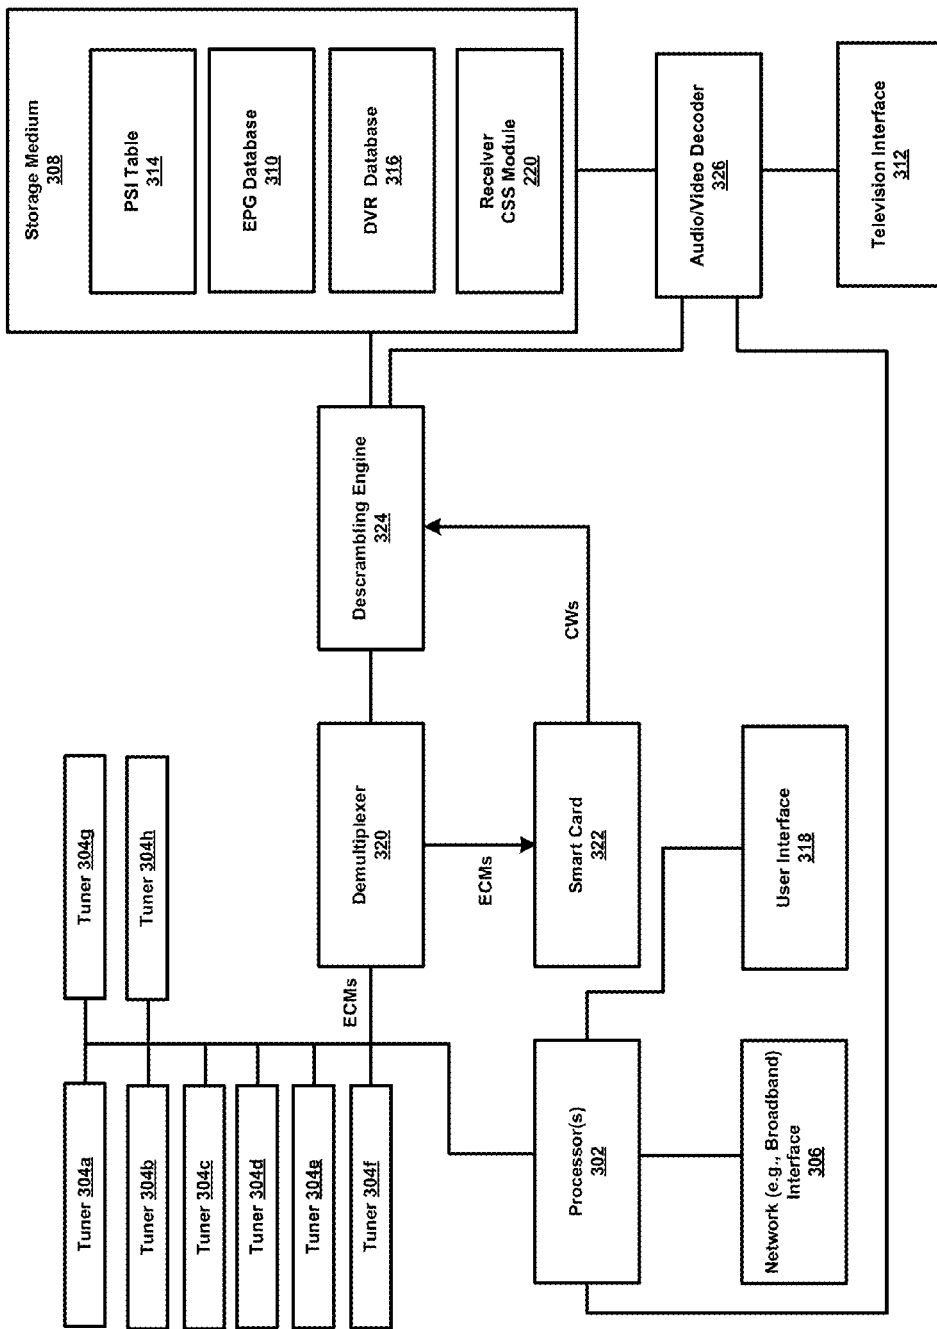 Tuner 304a
Tuner 304b
Tuner 304c
Tuner 304d
Tuner 304e
Tuner 304f
Tuner 304g
Tuner 304h
ECMs
Processor(s)
302
Network (e.g., Broadband)
Interface
306
Demultiplexer
320
ECMs
Smart Card
322
User Interface
318
Descrambling Engine
324
CWs
Storage Medium
308
PSI Table
314
EPG Database
310
DVR Database
316
Receiver
CSS Module
220
Audio/Video Decoder
326
Television Interface
312